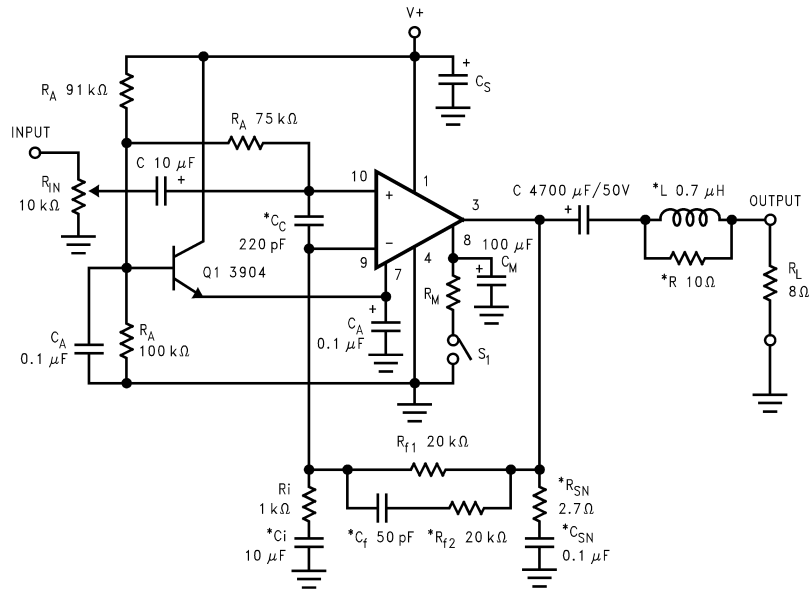 V+
+
C_S
R_A 91 kΩ
R_A 75 kΩ
INPUT
C 10 μF
+
R_IN
10 kΩ
*C_C
220 pF
10
+
−
9
1
3
8
4
7
C 4700 μF/50V
+
*L 0.7 μH
OUTPUT
*R 10Ω
R_L
8Ω
100 μF
C_M
+
R_M
S_1
Q1 3904
C_A
0.1 μF
R_A
100 kΩ
+
C_A
0.1 μF
R_f1 20 kΩ
Ri
1 kΩ
*Ci
10 μF
*C_f 50 pF
*R_f2 20 kΩ
*R_SN
2.7Ω
*C_SN
0.1 μF